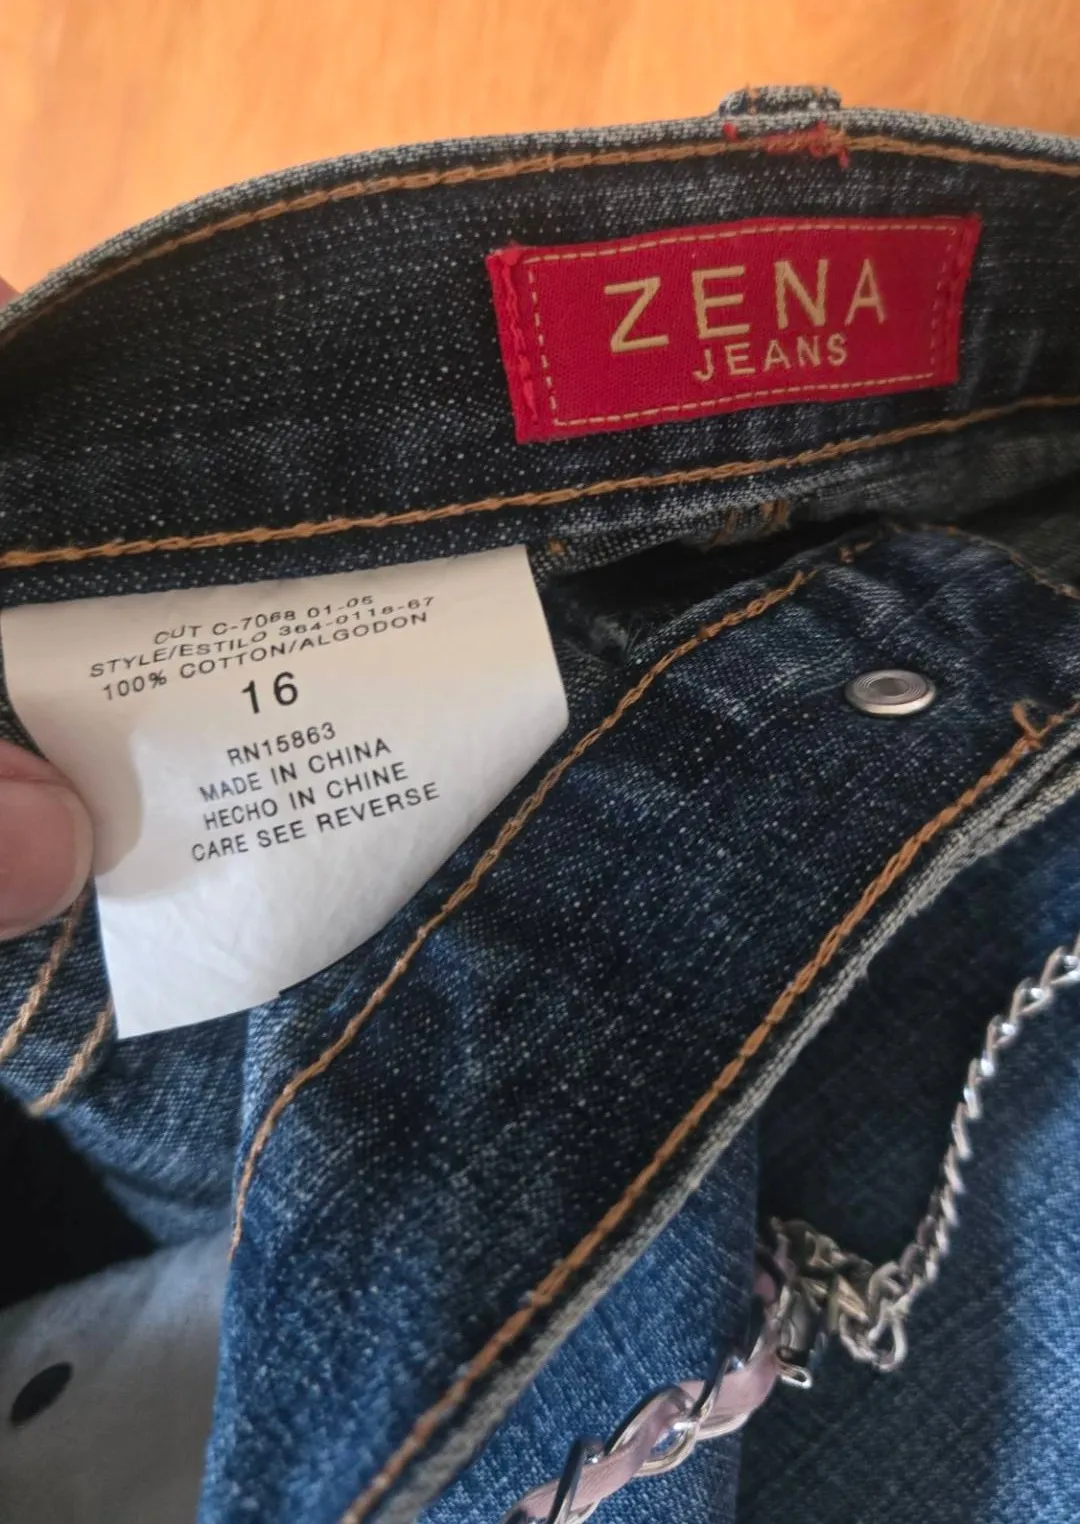 ZENA
JEANS
CUT C-7068 01-05
STYLE/ESTILO 364-0118-67
100% COTTON/ALGODON
16
RN15863
MADE IN CHINA
HECHO IN CHINE
CARE SEE REVERSE